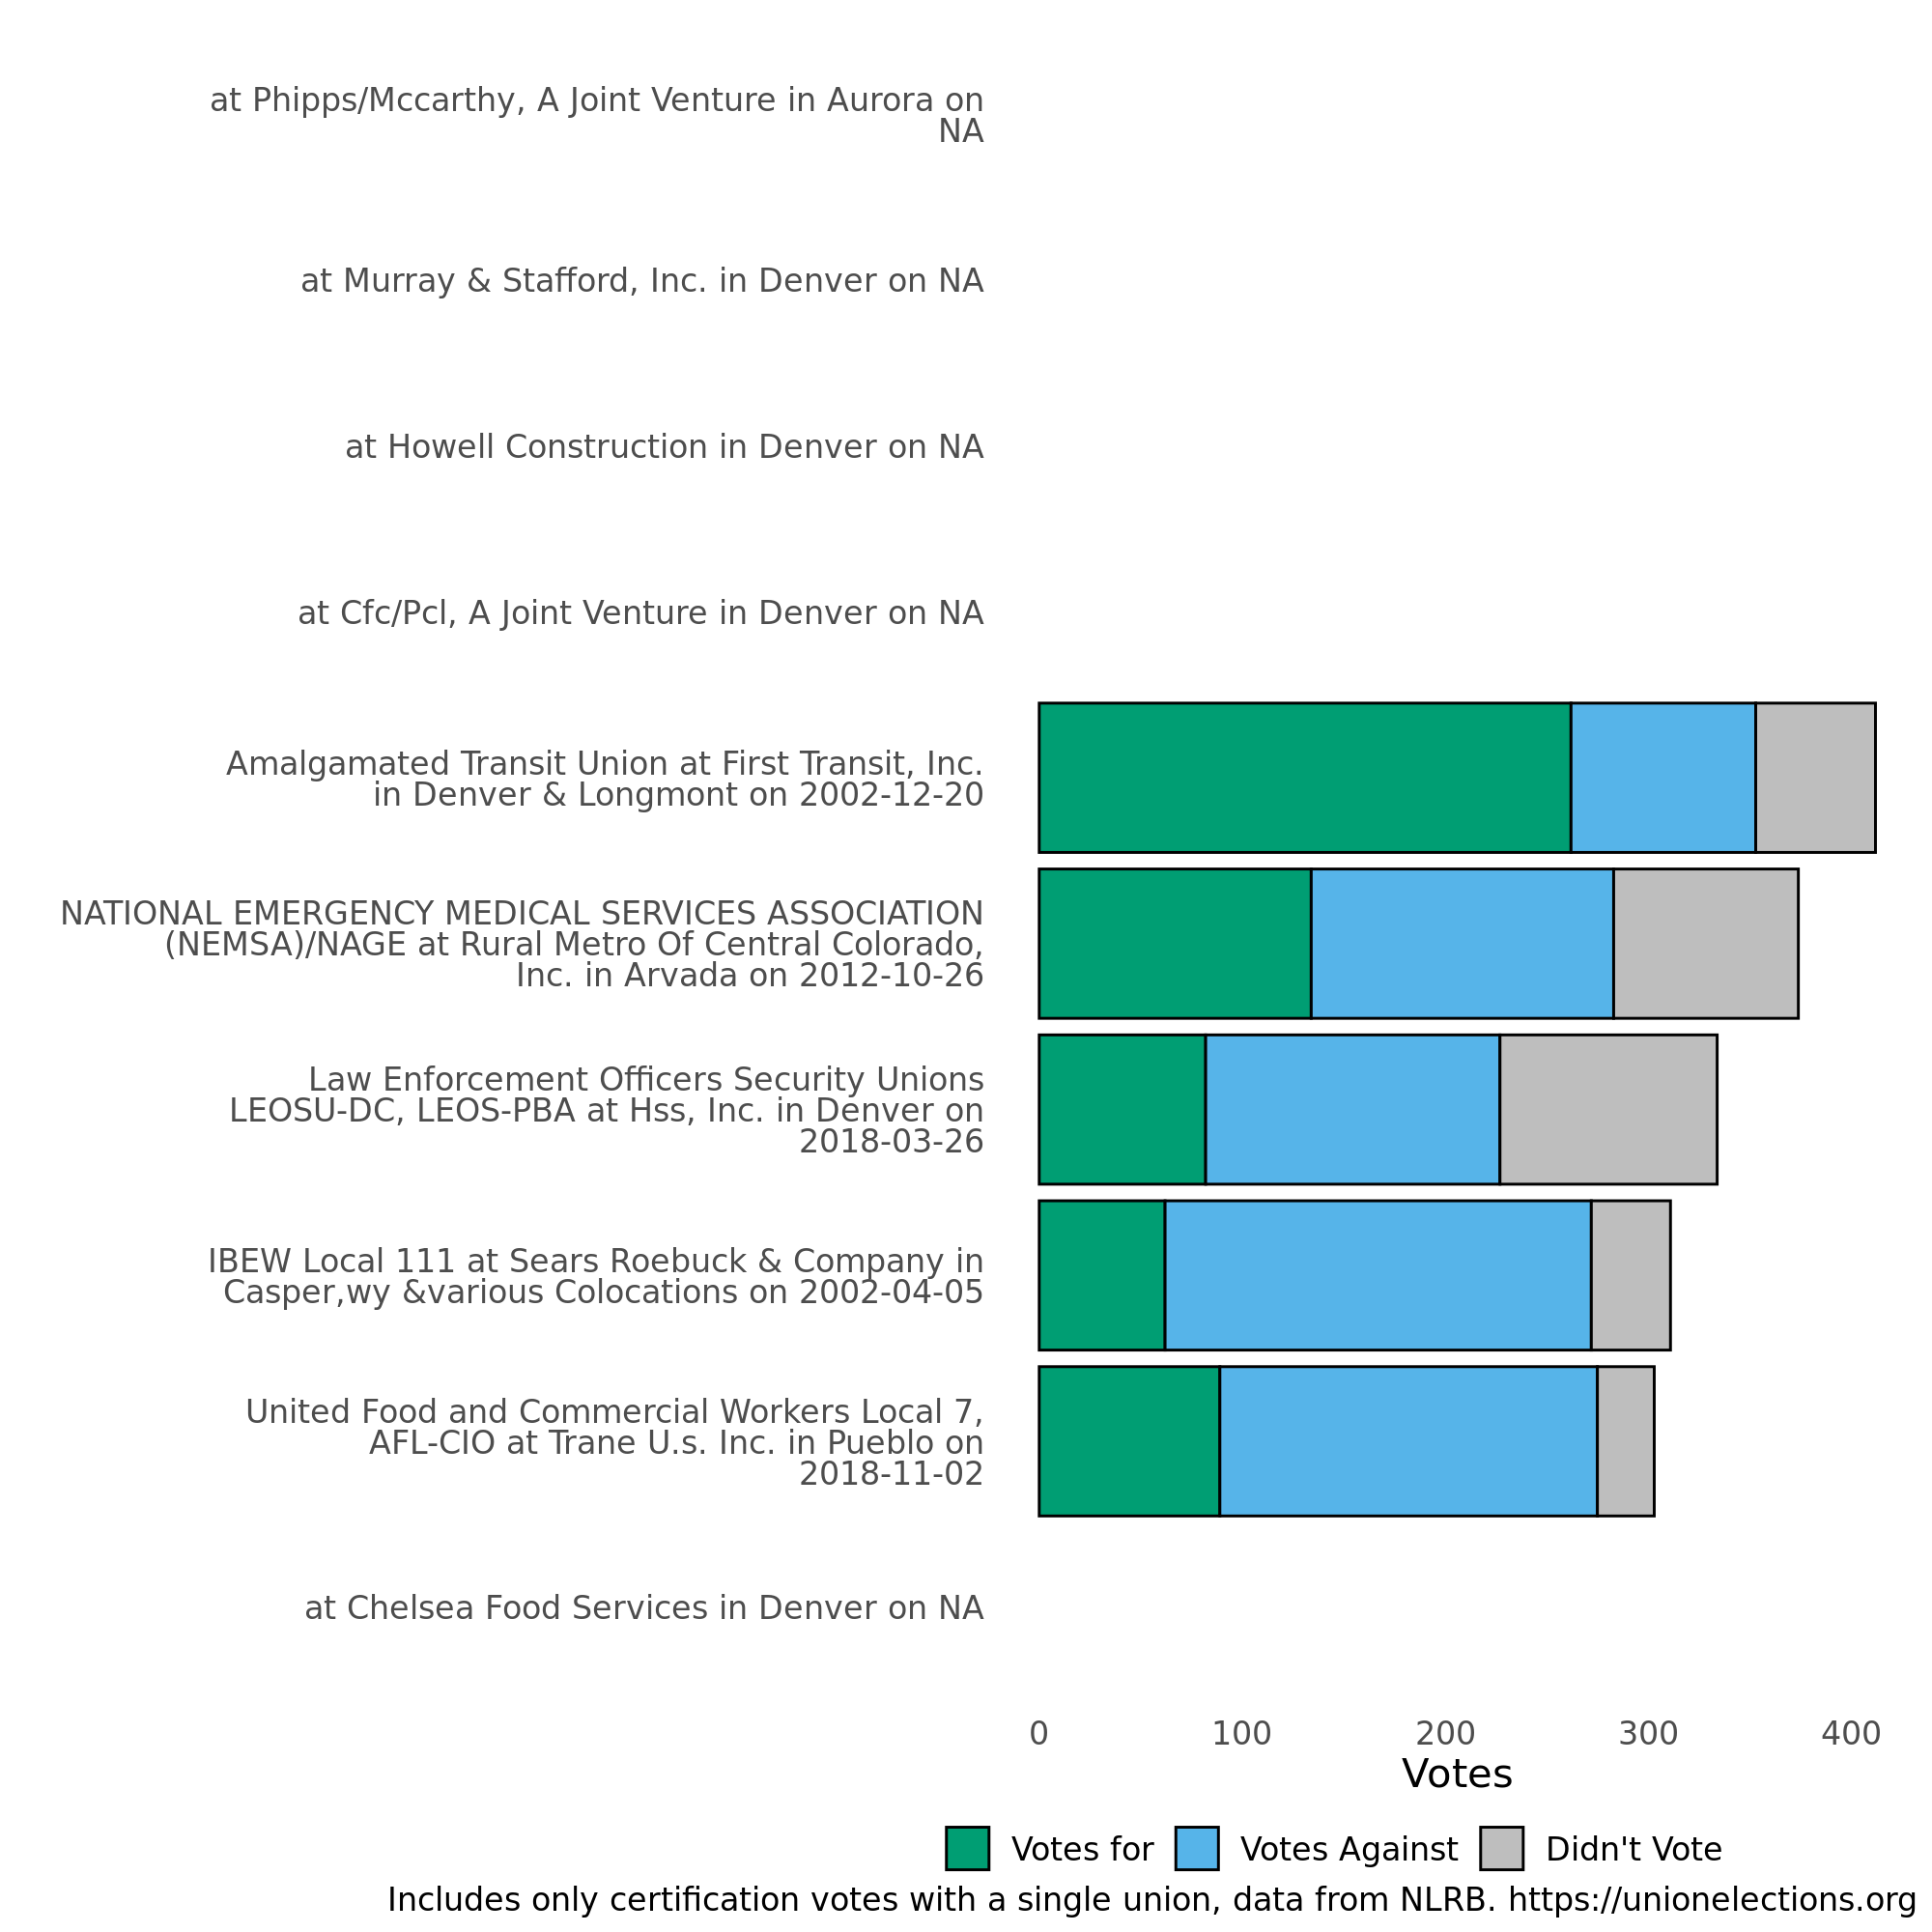 at Phipps/Mccarthy, A Joint Venture in Aurora on
NA
at Murray & Stafford, Inc. in Denver on NA
at Howell Construction in Denver on NA
at Cfc/Pcl, A Joint Venture in Denver on NA
Amalgamated Transit Union at First Transit, Inc.
in Denver & Longmont on 2002-12-20
NATIONAL EMERGENCY MEDICAL SERVICES ASSOCIATION
(NEMSA)/NAGE at Rural Metro Of Central Colorado,
Inc. in Arvada on 2012-10-26
Law Enforcement Officers Security Unions
LEOSU-DC, LEOS-PBA at Hss, Inc. in Denver on
2018-03-26
IBEW Local 111 at Sears Roebuck & Company in
Casper,wy &various Colocations on 2002-04-05
United Food and Commercial Workers Local 7,
AFL-CIO at Trane U.s. Inc. in Pueblo on
2018-11-02
at Chelsea Food Services in Denver on NA
0 100 200 300 400
Votes
Votes for Votes Against Didn't Vote
Includes only certification votes with a single union, data from NLRB. https://unionelections.org